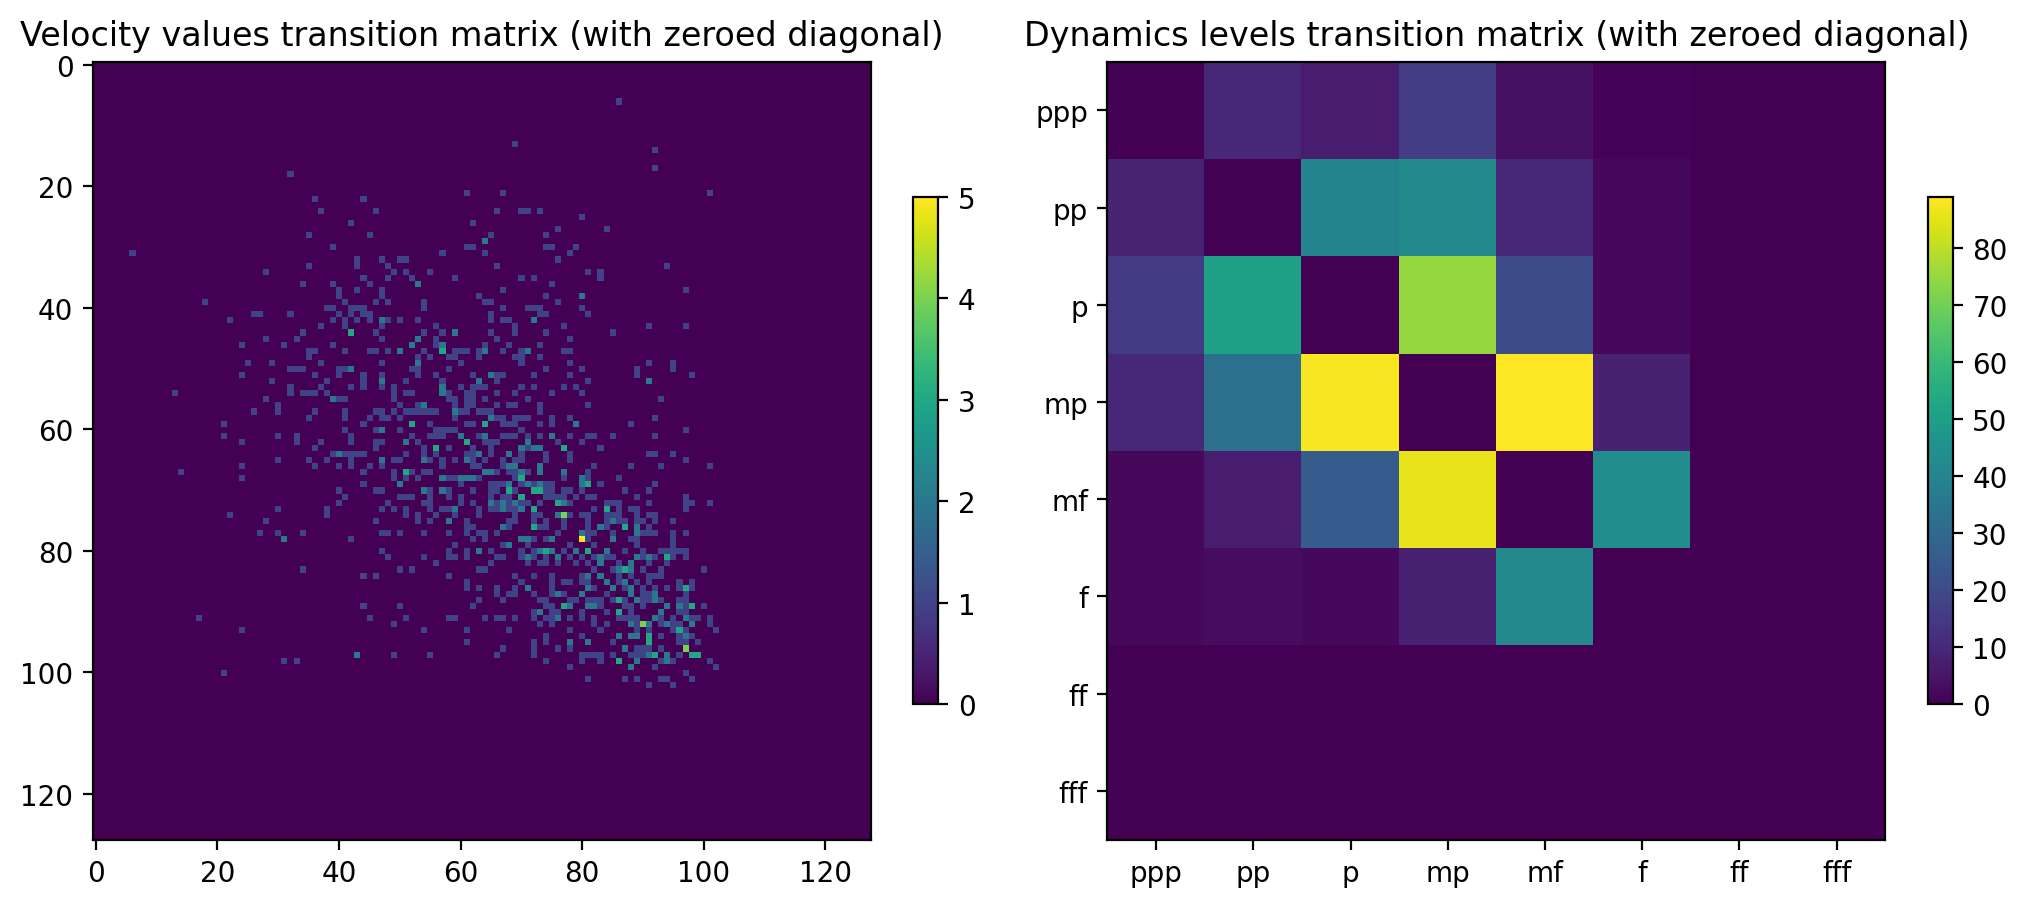 Velocity values transition matrix (with zeroed diagonal)
0
20
40
60
80
100
120
0 20 40 60 80 100 120
5
4
3
2
1
0
Dynamics levels transition matrix (with zeroed diagonal)
ppp
pp
p
mp
mf
f
ff
fff
ppp pp p mp mf f ff fff
80
70
60
50
40
30
20
10
0